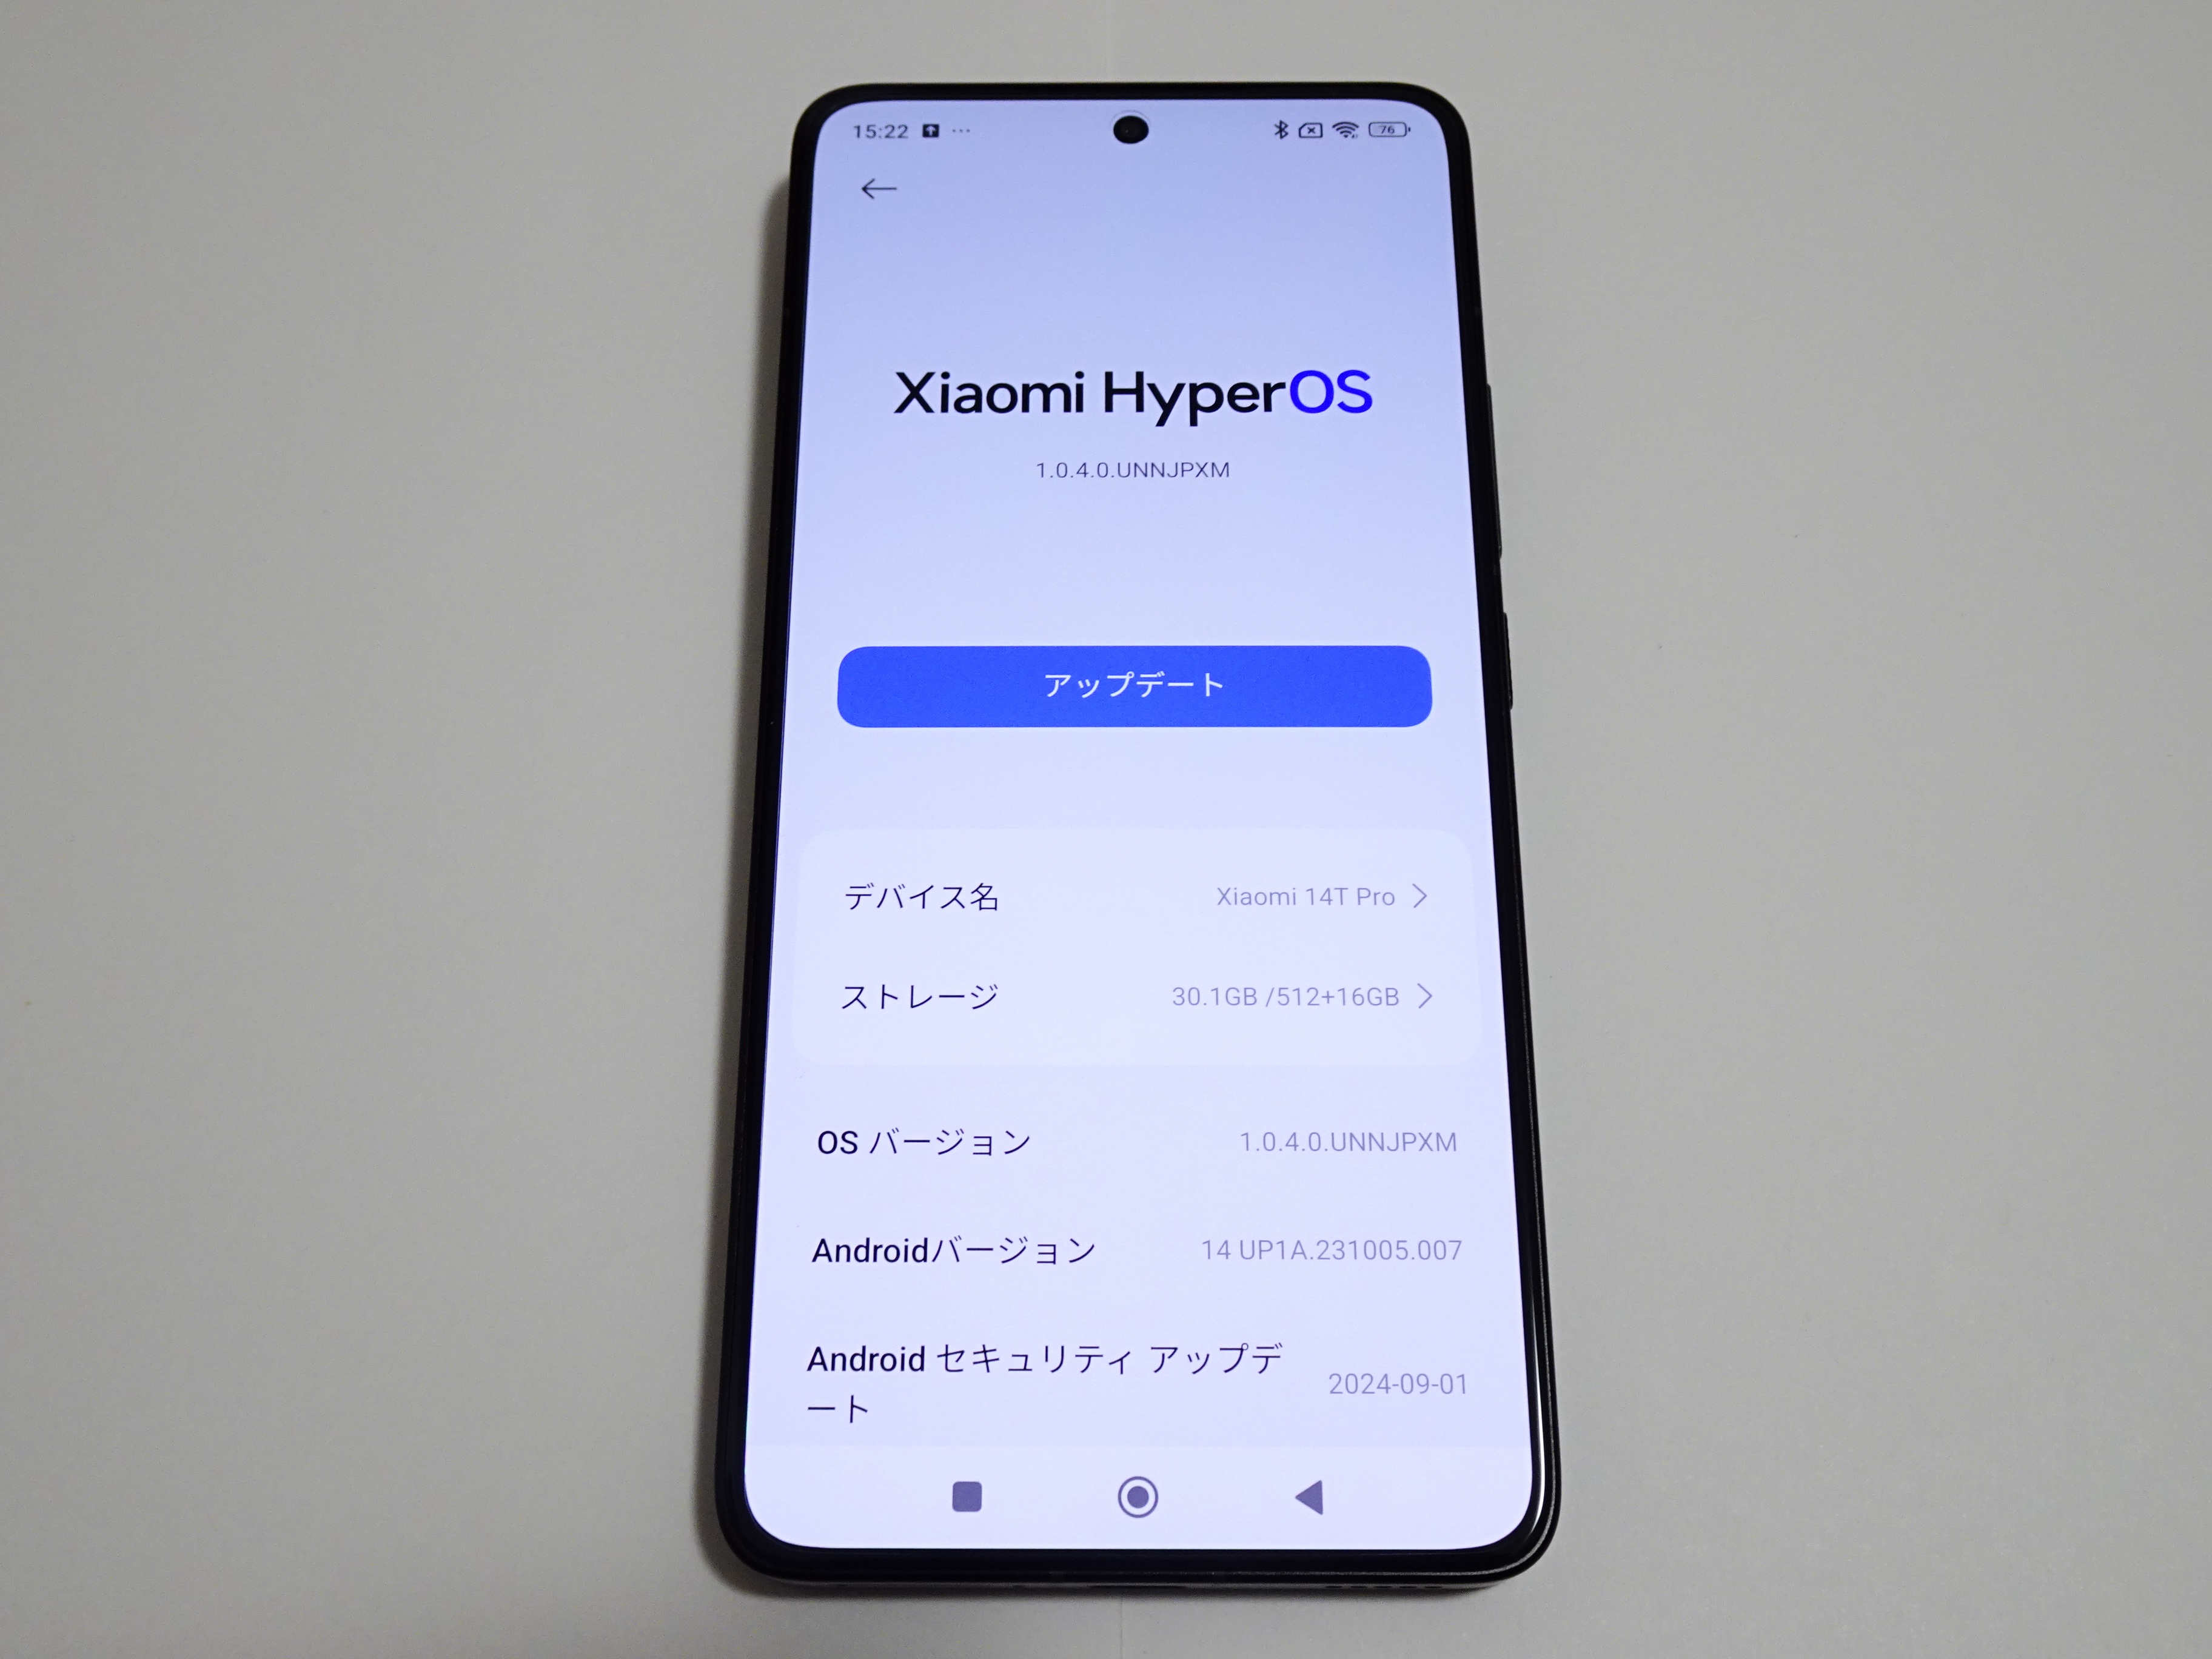 15:22 ... 76
Xiaomi HyperOS
1.0.4.0.UNNJPXM
アップデート
デバイス名 Xiaomi 14T Pro
ストレージ 30.1GB /512+16GB
OS バージョン 1.0.4.0.UNNJPXM
Androidバージョン 14 UP1A.231005.007
Android セキュリティ アップデ
ート 2024-09-01